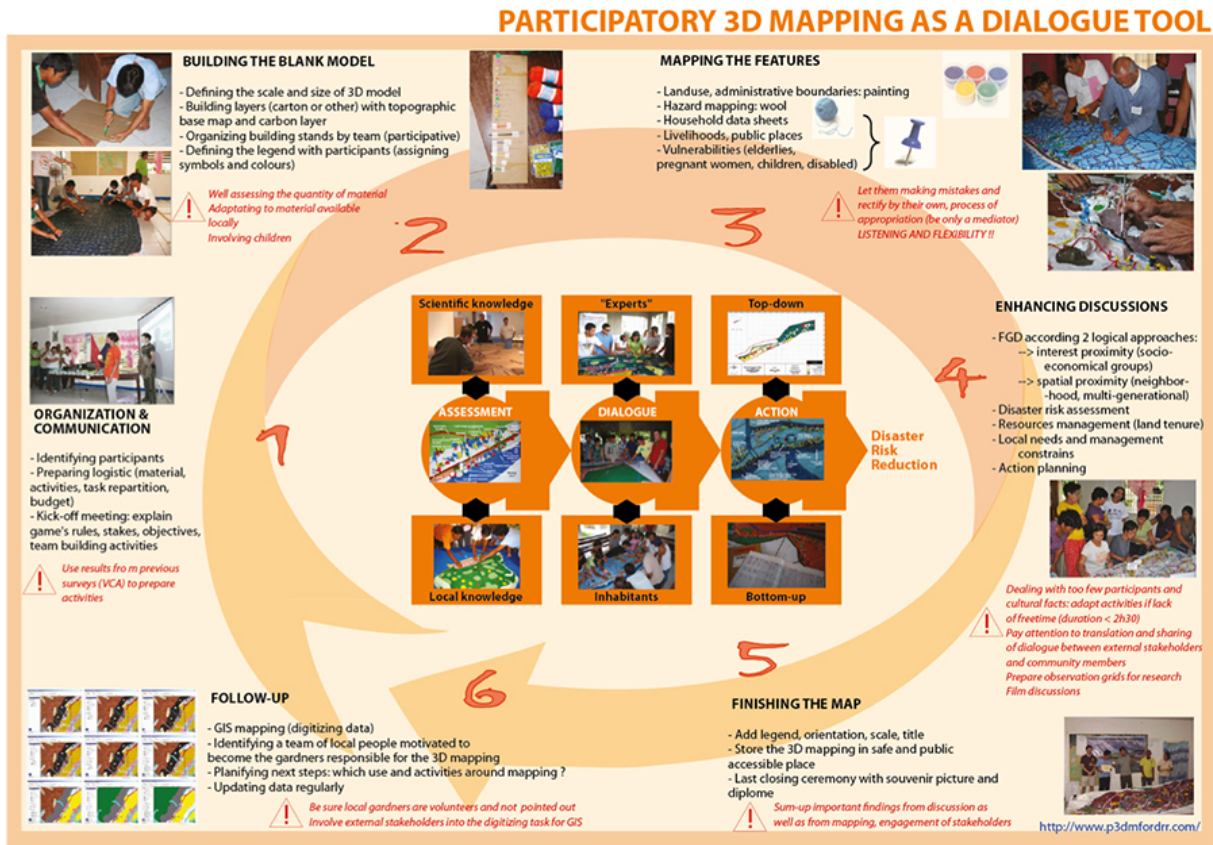 PARTICIPATORY 3D MAPPING AS A DIALOGUE TOOL
BUILDING THE BLANK MODEL
- Defining the scale and size of 3D model
- Building layers (carton or other) with topographic
base map and carbon layer
- Organizing building stands by team (participative)
- Defining the legend with participants (assigning
symbols and colours)
! Well assessing the quantity of material
Adaptating to material available
locally
Involving children
2
MAPPING THE FEATURES
- Landuse, administrative boundaries: painting
- Hazard mapping: wool
- Household data sheets
- Livelihoods, public places
- Vulnerabilities (elderlies,
pregnant women, children, disabled)
! Let them making mistakes and
rectify by their own, process of
appropriation (be only a mediator)
LISTENING AND FLEXIBILITY !!
3
ORGANIZATION &
COMMUNICATION
- Identifying participants
- Preparing logistic (material,
activities, task repartition,
budget)
- Kick-off meeting: explain
game's rules, stakes, objectives,
team building activities
! Use results fro m previous
surveys (VCA) to prepare
activities
1
Scientific knowledge
"Experts"
Top-down
ASSESSMENT
DIALOGUE
ACTION
Disaster
Risk
Reduction
Local knowledge
Inhabitants
Bottom-up
4
ENHANCING DISCUSSIONS
- FGD according 2 logical approaches:
--> interest proximity (socio-
economical groups)
--> spatial proximity (neighbor-
-hood, multi-generational)
- Disaster risk assessment
- Resources management (land tenure)
- Local needs and management
constrains
- Action planning
! Dealing with too few participants and
cultural facts: adapt activities if lack
of freetime (duration < 2h30)
Pay attention to translation and sharing
of dialogue between external stakeholders
and community members
Prepare observation grids for research
Film discussions
5
FINISHING THE MAP
- Add legend, orientation, scale, title
- Store the 3D mapping in safe and public
accessible place
- Last closing ceremony with souvenir picture and
diplome
! Sum-up important findings from discussion as
well as from mapping, engagement of stakeholders
6
FOLLOW-UP
- GIS mapping (digitizing data)
- Identifying a team of local people motivated to
become the gardners responsible for the 3D mapping
- Planifying next steps: which use and activities around mapping ?
- Updating data regularly
! Be sure local gardners are volunteers and not pointed out
Involve external stakeholders into the digitizing task for GIS
http://www.p3dmfordrr.com/